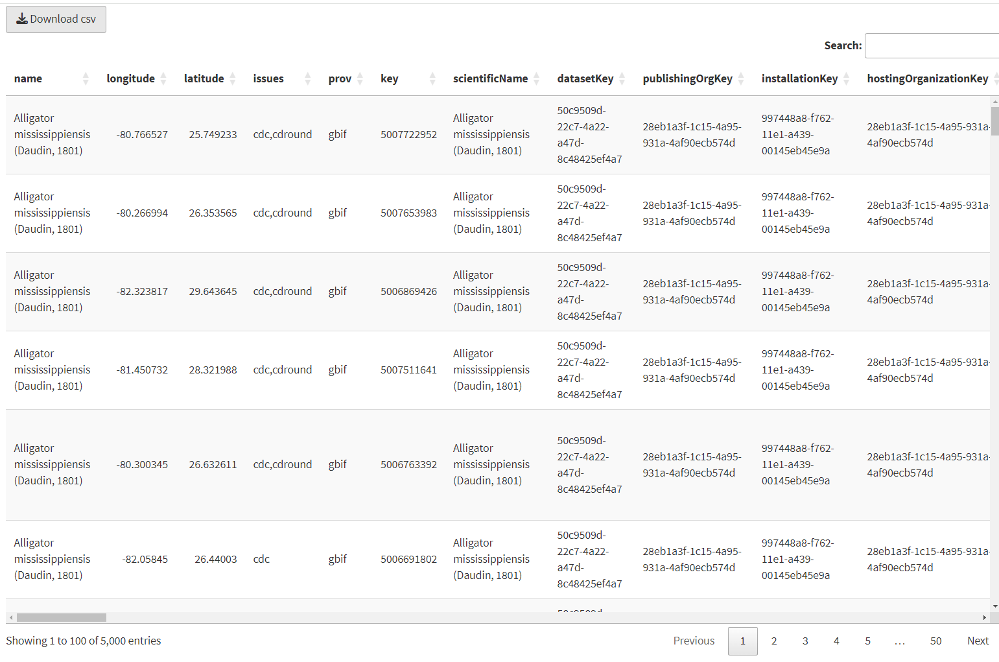 Download csv
Search:
name longitude latitude issues prov key scientificName datasetKey publishingOrgKey installationKey hostingOrganizationKey
Alligator mississippiensis (Daudin, 1801) -80.766527 25.749233 cdc,cdround gbif 5007722952 Alligator mississippiensis (Daudin, 1801) 50c9509d-22c7-4a22-a47d-8c48425ef4a7 28eb1a3f-1c15-4a95-931a-4af90ecb574d 997448a8-f762-11e1-a439-00145eb45e9a 28eb1a3f-1c15-4a95-931a-4af90ecb574d
Alligator mississippiensis (Daudin, 1801) -80.266994 26.353565 cdc,cdround gbif 5007653983 Alligator mississippiensis (Daudin, 1801) 50c9509d-22c7-4a22-a47d-8c48425ef4a7 28eb1a3f-1c15-4a95-931a-4af90ecb574d 997448a8-f762-11e1-a439-00145eb45e9a 28eb1a3f-1c15-4a95-931a-4af90ecb574d
Alligator mississippiensis (Daudin, 1801) -82.323817 29.643645 cdc,cdround gbif 5006869426 Alligator mississippiensis (Daudin, 1801) 50c9509d-22c7-4a22-a47d-8c48425ef4a7 28eb1a3f-1c15-4a95-931a-4af90ecb574d 997448a8-f762-11e1-a439-00145eb45e9a 28eb1a3f-1c15-4a95-931a-4af90ecb574d
Alligator mississippiensis (Daudin, 1801) -81.450732 28.321988 cdc,cdround gbif 5007511641 Alligator mississippiensis (Daudin, 1801) 50c9509d-22c7-4a22-a47d-8c48425ef4a7 28eb1a3f-1c15-4a95-931a-4af90ecb574d 997448a8-f762-11e1-a439-00145eb45e9a 28eb1a3f-1c15-4a95-931a-4af90ecb574d
Alligator mississippiensis (Daudin, 1801) -80.300345 26.632611 cdc,cdround gbif 5006763392 Alligator mississippiensis (Daudin, 1801) 50c9509d-22c7-4a22-a47d-8c48425ef4a7 28eb1a3f-1c15-4a95-931a-4af90ecb574d 997448a8-f762-11e1-a439-00145eb45e9a 28eb1a3f-1c15-4a95-931a-4af90ecb574d
Alligator mississippiensis (Daudin, 1801) -82.05845 26.44003 cdc gbif 5006691802 Alligator mississippiensis (Daudin, 1801) 50c9509d-22c7-4a22-a47d-8c48425ef4a7 28eb1a3f-1c15-4a95-931a-4af90ecb574d 997448a8-f762-11e1-a439-00145eb45e9a 28eb1a3f-1c15-4a95-931a-4af90ecb574d
Showing 1 to 100 of 5,000 entries
Previous 1 2 3 4 5 … 50 Next